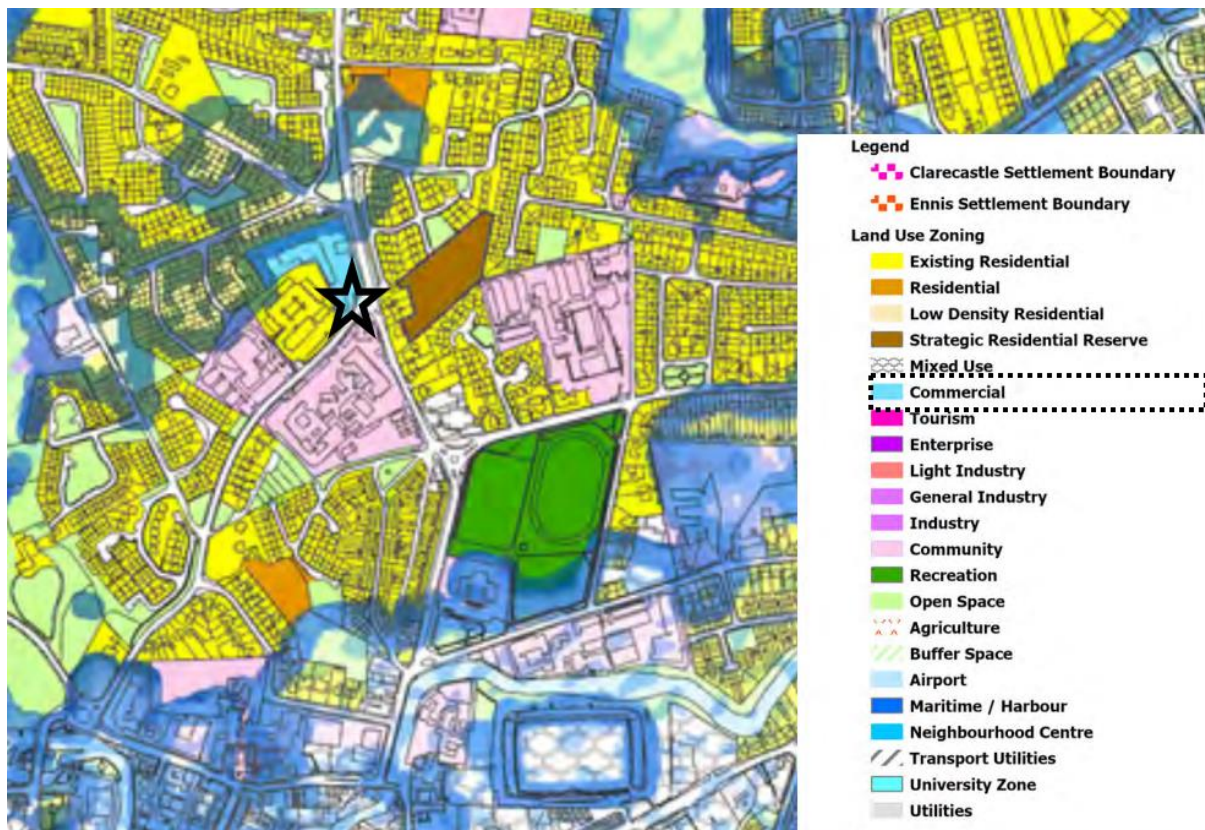 Legend
Clarecastle Settlement Boundary
Ennis Settlement Boundary
Land Use Zoning
Existing Residential
Residential
Low Density Residential
Strategic Residential Reserve
Mixed Use
Commercial
Tourism
Enterprise
Light Industry
General Industry
Industry
Community
Recreation
Open Space
Agriculture
Buffer Space
Airport
Maritime / Harbour
Neighbourhood Centre
Transport Utilities
University Zone
Utilities